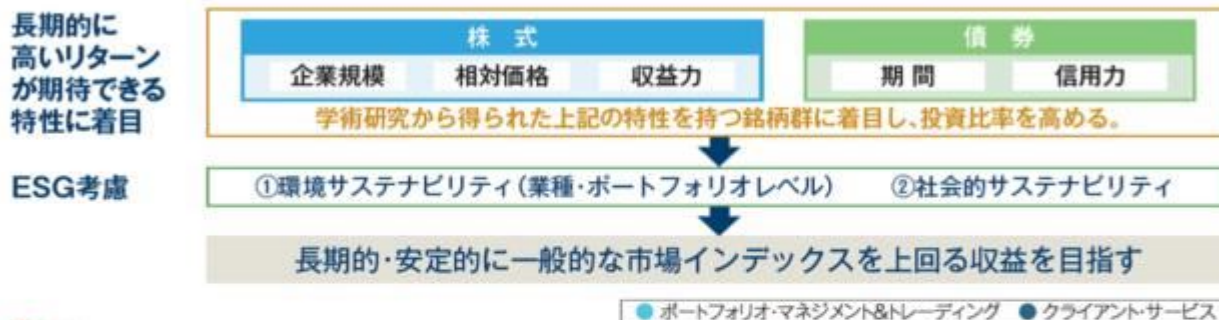 長期的に
高いリターン
が期待できる
特性に着目
株 式
企業規模 相対価格 収益力
債 券
期 間 信用力
学術研究から得られた上記の特性を持つ銘柄群に着目し、投資比率を高める。
ESG考慮
①環境サステナビリティ(業種・ポートフォリオレベル) ②社会的サステナビリティ
長期的・安定的に一般的な市場インデックスを上回る収益を目指す
ポートフォリオ・マネジメント&トレーディング クライアント・サービス